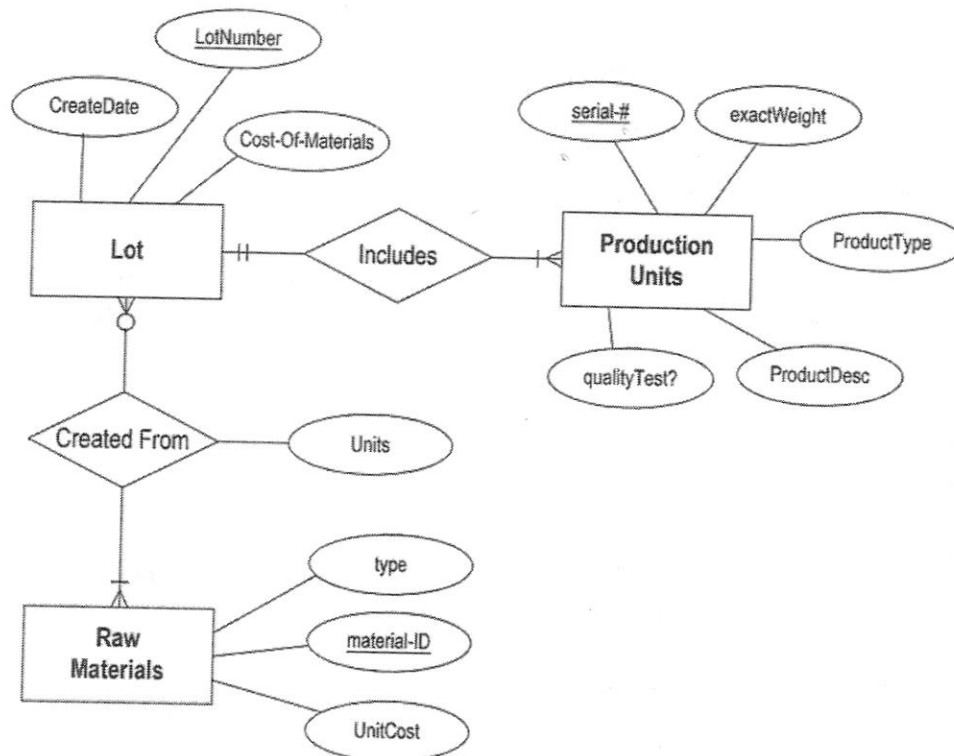 LotNumber
CreateDate
Cost-Of-Materials
Lot
Includes
serial-#
exactWeight
Production
Units
ProductType
qualityTest?
ProductDesc
Created From
Units
type
Raw
Materials
material-ID
UnitCost